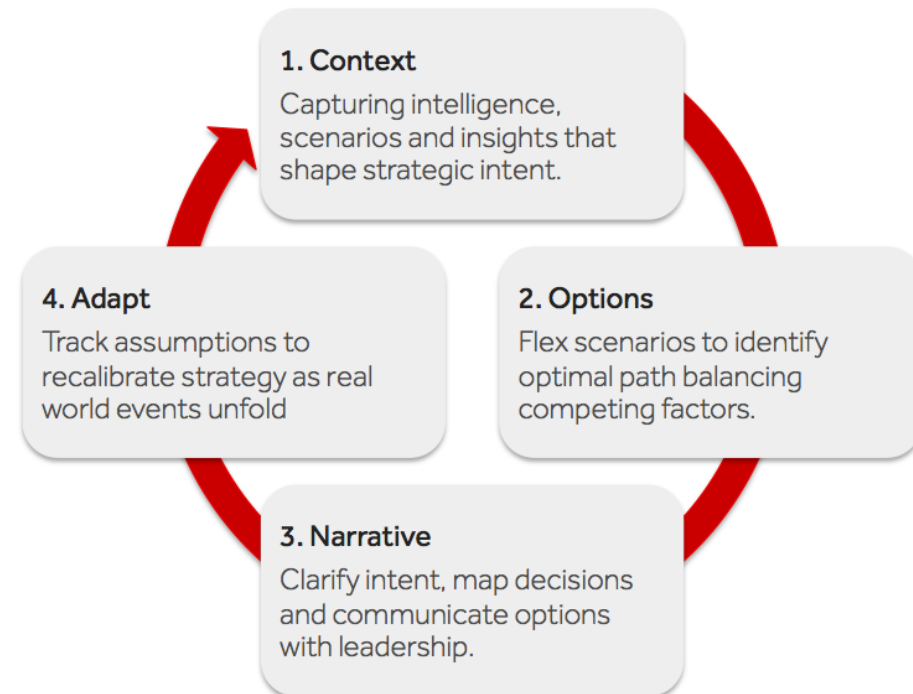 1. Context
Capturing intelligence,
scenarios and insights that
shape strategic intent.
2. Options
Flex scenarios to identify
optimal path balancing
competing factors.
3. Narrative
Clarify intent, map decisions
and communicate options
with leadership.
4. Adapt
Track assumptions to
recalibrate strategy as real
world events unfold